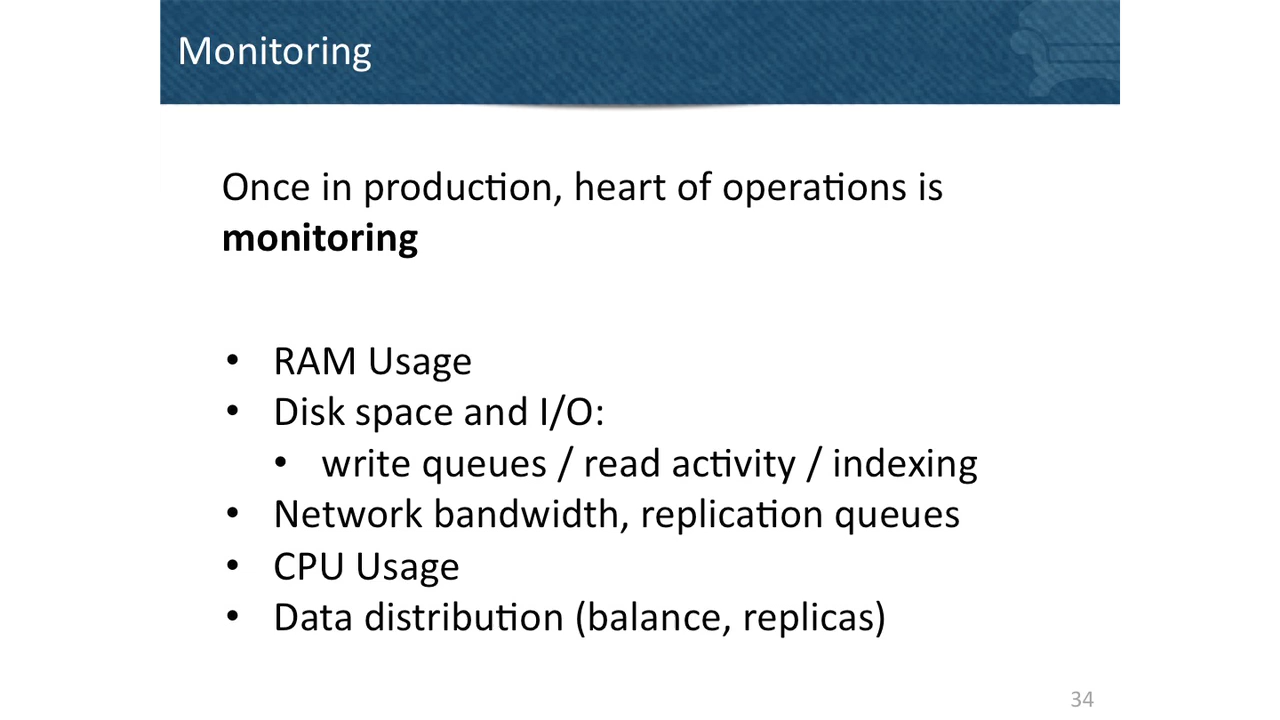 Monitoring
Once in production, heart of operations is
monitoring
• RAM Usage
• Disk space and I/O:
• write queues / read activity / indexing
• Network bandwidth, replication queues
• CPU Usage
• Data distribution (balance, replicas)
34